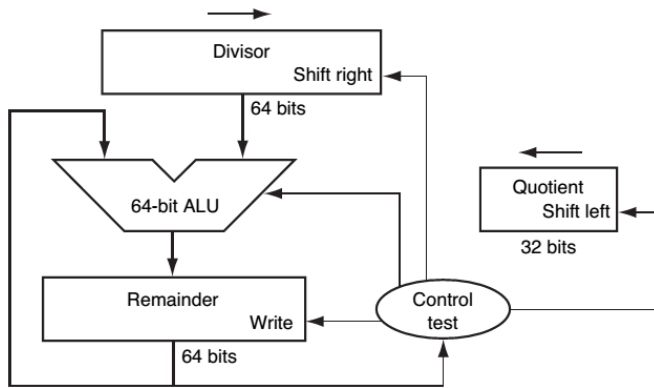 Divisor
Shift right
64 bits
64-bit ALU
Quotient
Shift left
32 bits
Remainder
Write
64 bits
Control
test